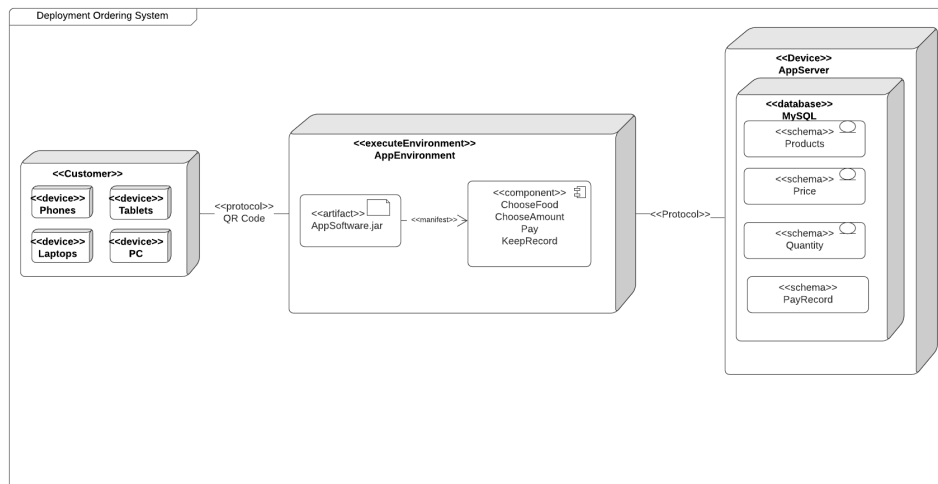 Deployment Ordering System
<<Customer>>
<<device>>
Phones
<<device>>
Tablets
<<device>>
Laptops
<<device>>
PC
<<protocol>>
QR Code
<<executeEnvironment>>
AppEnvironment
<<artifact>>
AppSoftware.jar
<<manifest>>
<<component>>
ChooseFood
ChooseAmount
Pay
KeepRecord
<<Protocol>>
<<Device>>
AppServer
<<database>>
MySQL
<<schema>>
Products
<<schema>>
Price
<<schema>>
Quantity
<<schema>>
PayRecord